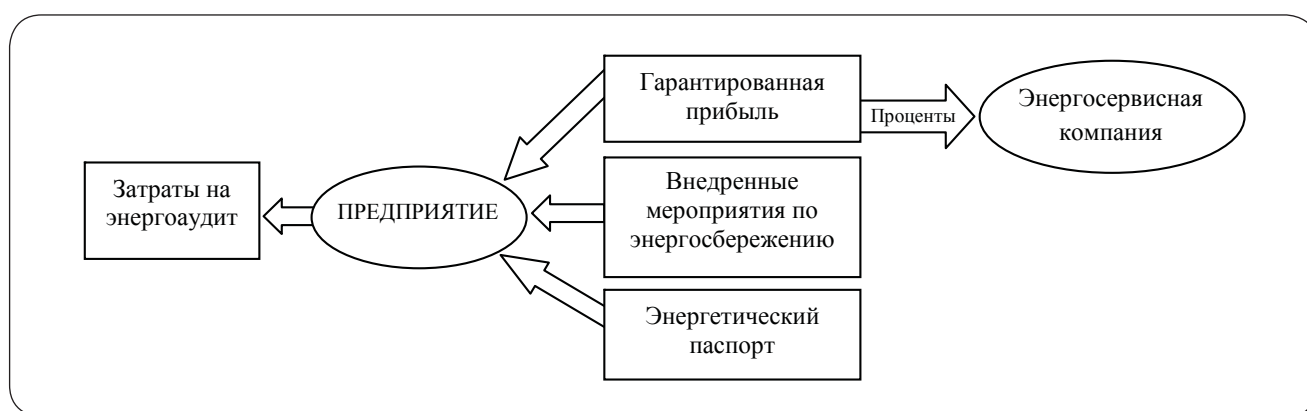 Гарантированная
прибыль
Проценты
Энергосервисная
компания
Затраты на
энергоаудит
ПРЕДПРИЯТИЕ
Внедренные
мероприятия по
энергосбережению
Энергетический
паспорт